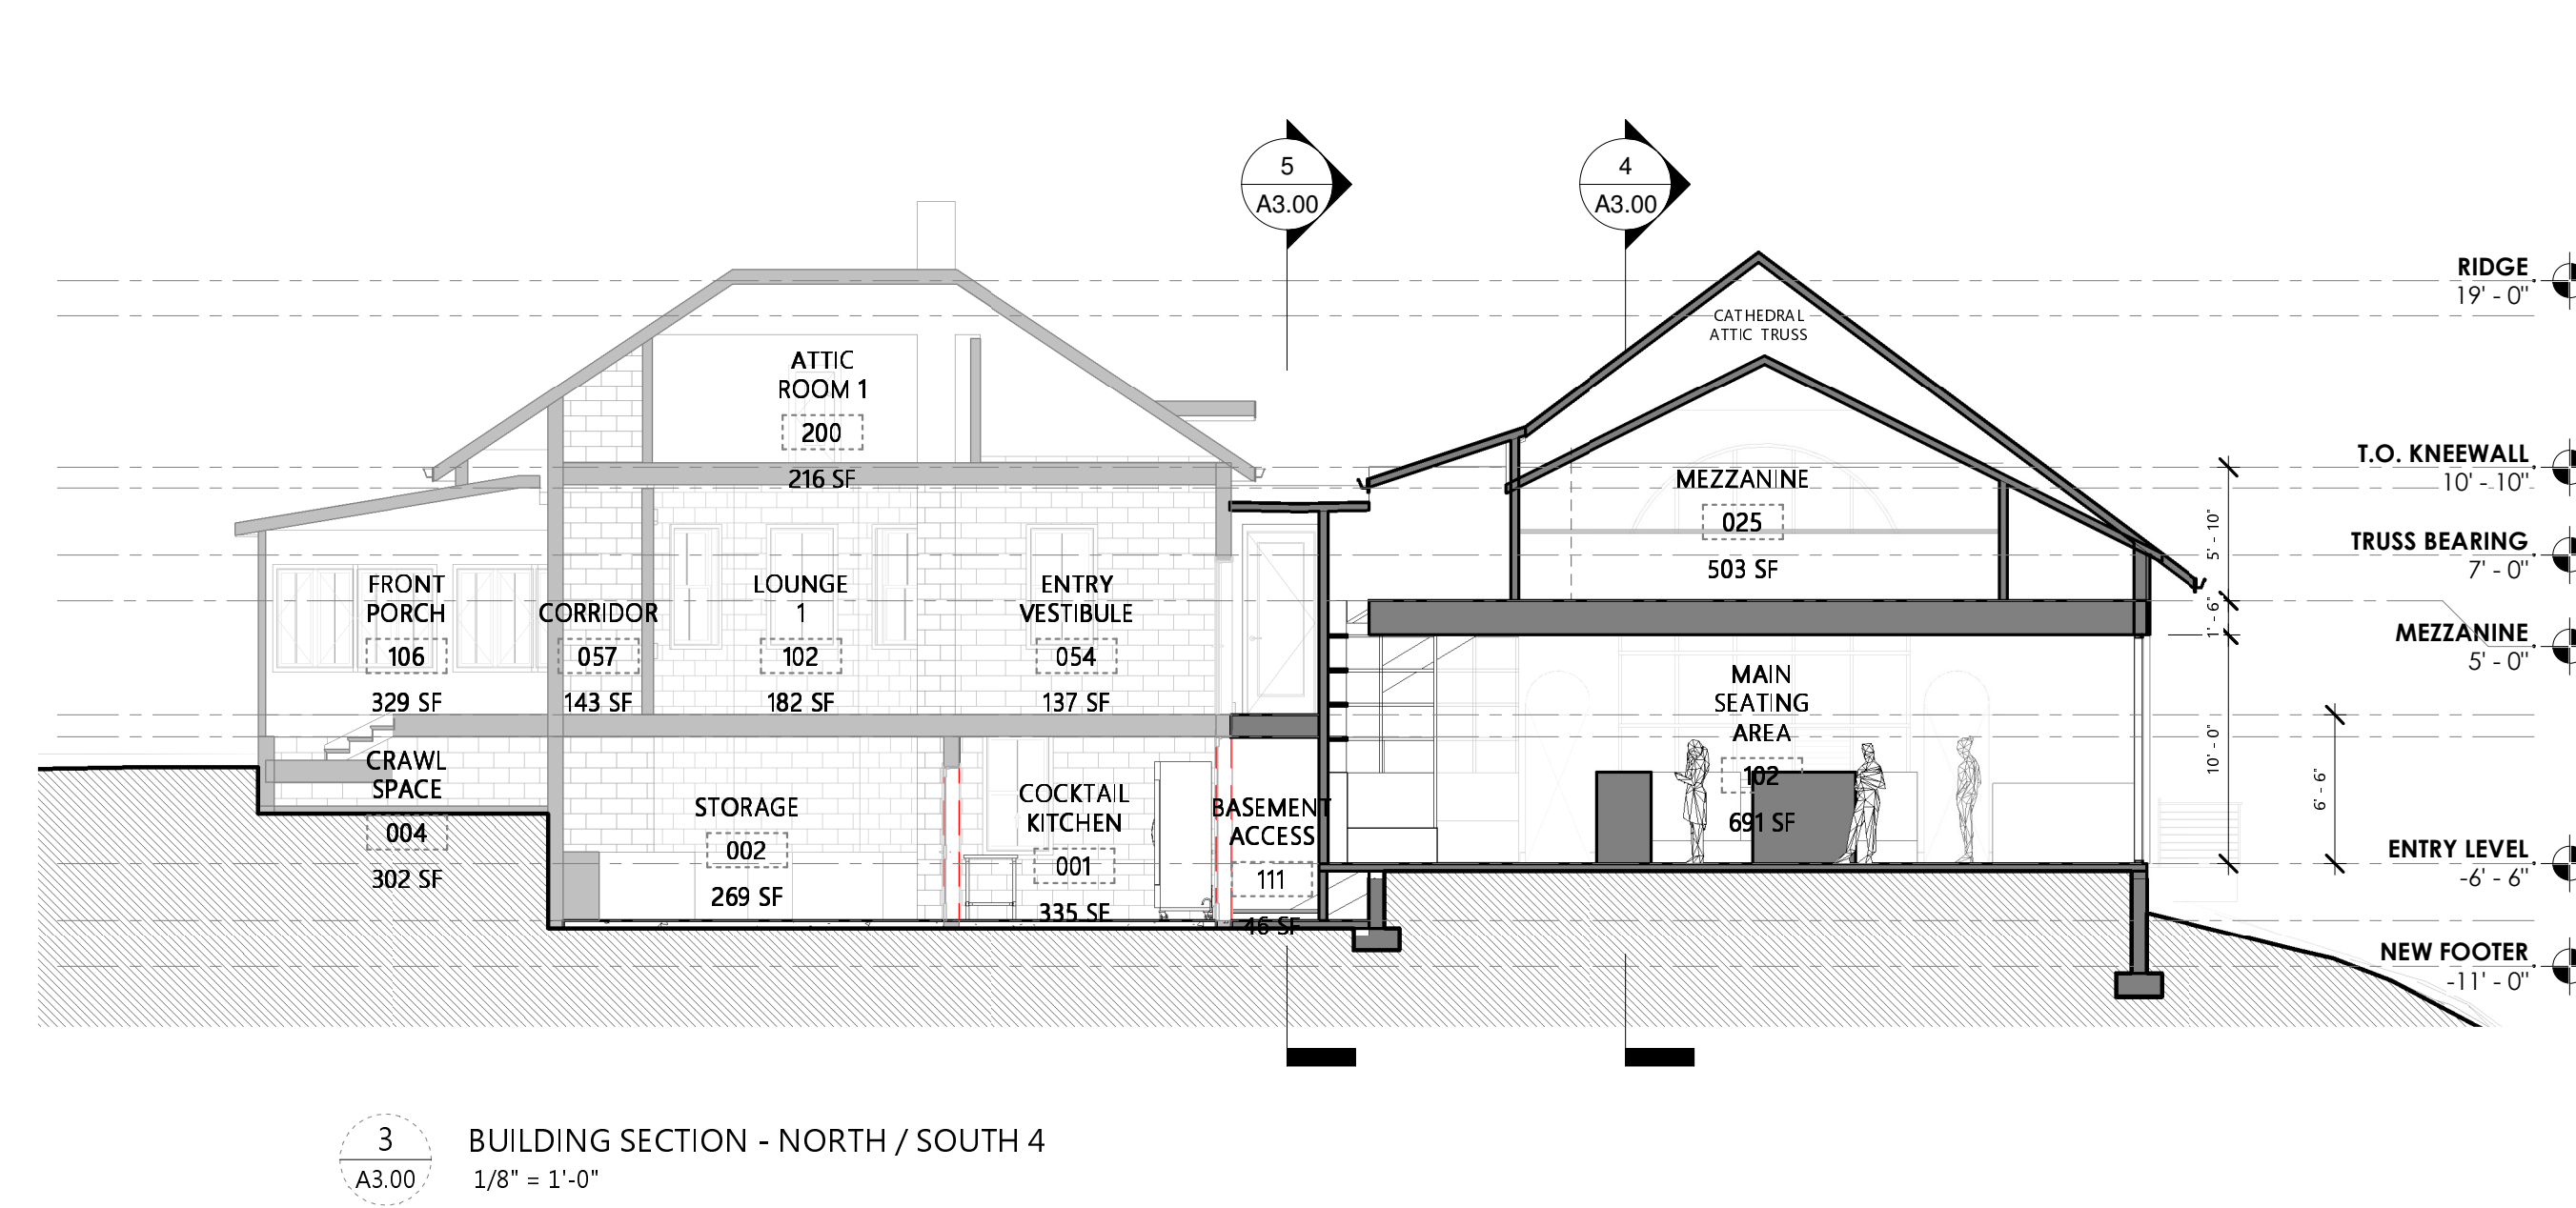 5
A3.00
4
A3.00
RIDGE
19' - 0"
CATHEDRAL
ATTIC TRUSS
ATTIC
ROOM 1
200
216 SF
T.O. KNEEWALL
10' - 10"
MEZZANINE
025
503 SF
5' - 10"
TRUSS BEARING
7' - 0"
FRONT
PORCH
106
329 SF
CORRIDOR
057
143 SF
LOUNGE
1
102
182 SF
ENTRY
VESTIBULE
054
137 SF
1' - 6"
MEZZANINE
5' - 0"
MAIN
SEATING
AREA
102
691 SF
10' - 0"
6' - 6"
CRAWL
SPACE
004
302 SF
STORAGE
002
269 SF
COCKTAIL
KITCHEN
001
335 SF
BASEMENT
ACCESS
111
46 SF
ENTRY LEVEL
-6' - 6"
NEW FOOTER
-11' - 0"
3
A3.00
BUILDING SECTION - NORTH / SOUTH 4
1/8" = 1'-0"